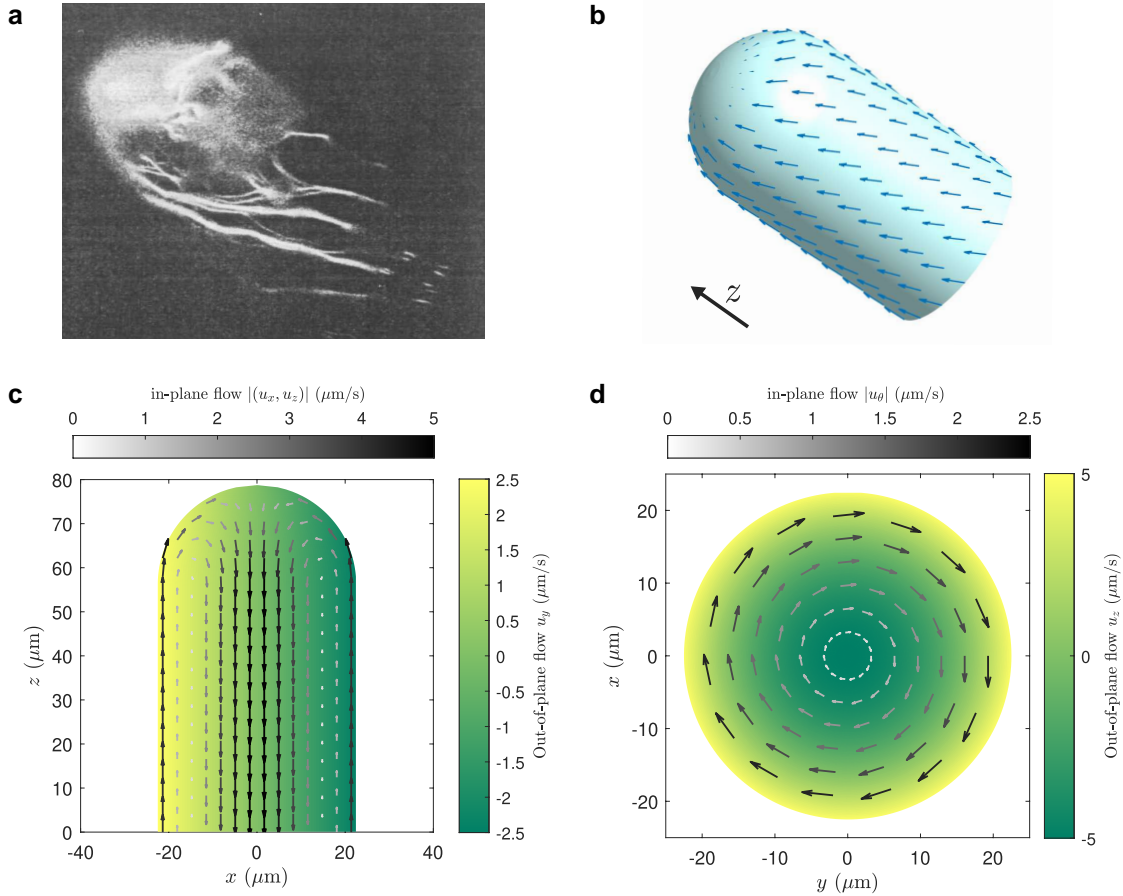 a
b
z
c
in-plane flow |(u_x, u_z)| (μm/s)
0 1 2 3 4 5
80
70
60
50
40
30
20
10
0
z (μm)
-40 -20 0 20 40
x (μm)
2.5
2
1.5
1
0.5
0
-0.5
-1
-1.5
-2
-2.5
Out-of-plane flow u_y (μm/s)
d
in-plane flow |u_θ| (μm/s)
0 0.5 1 1.5 2 2.5
20
10
0
-10
-20
x (μm)
-20 -10 0 10 20
y (μm)
5
0
-5
Out-of-plane flow u_z (μm/s)